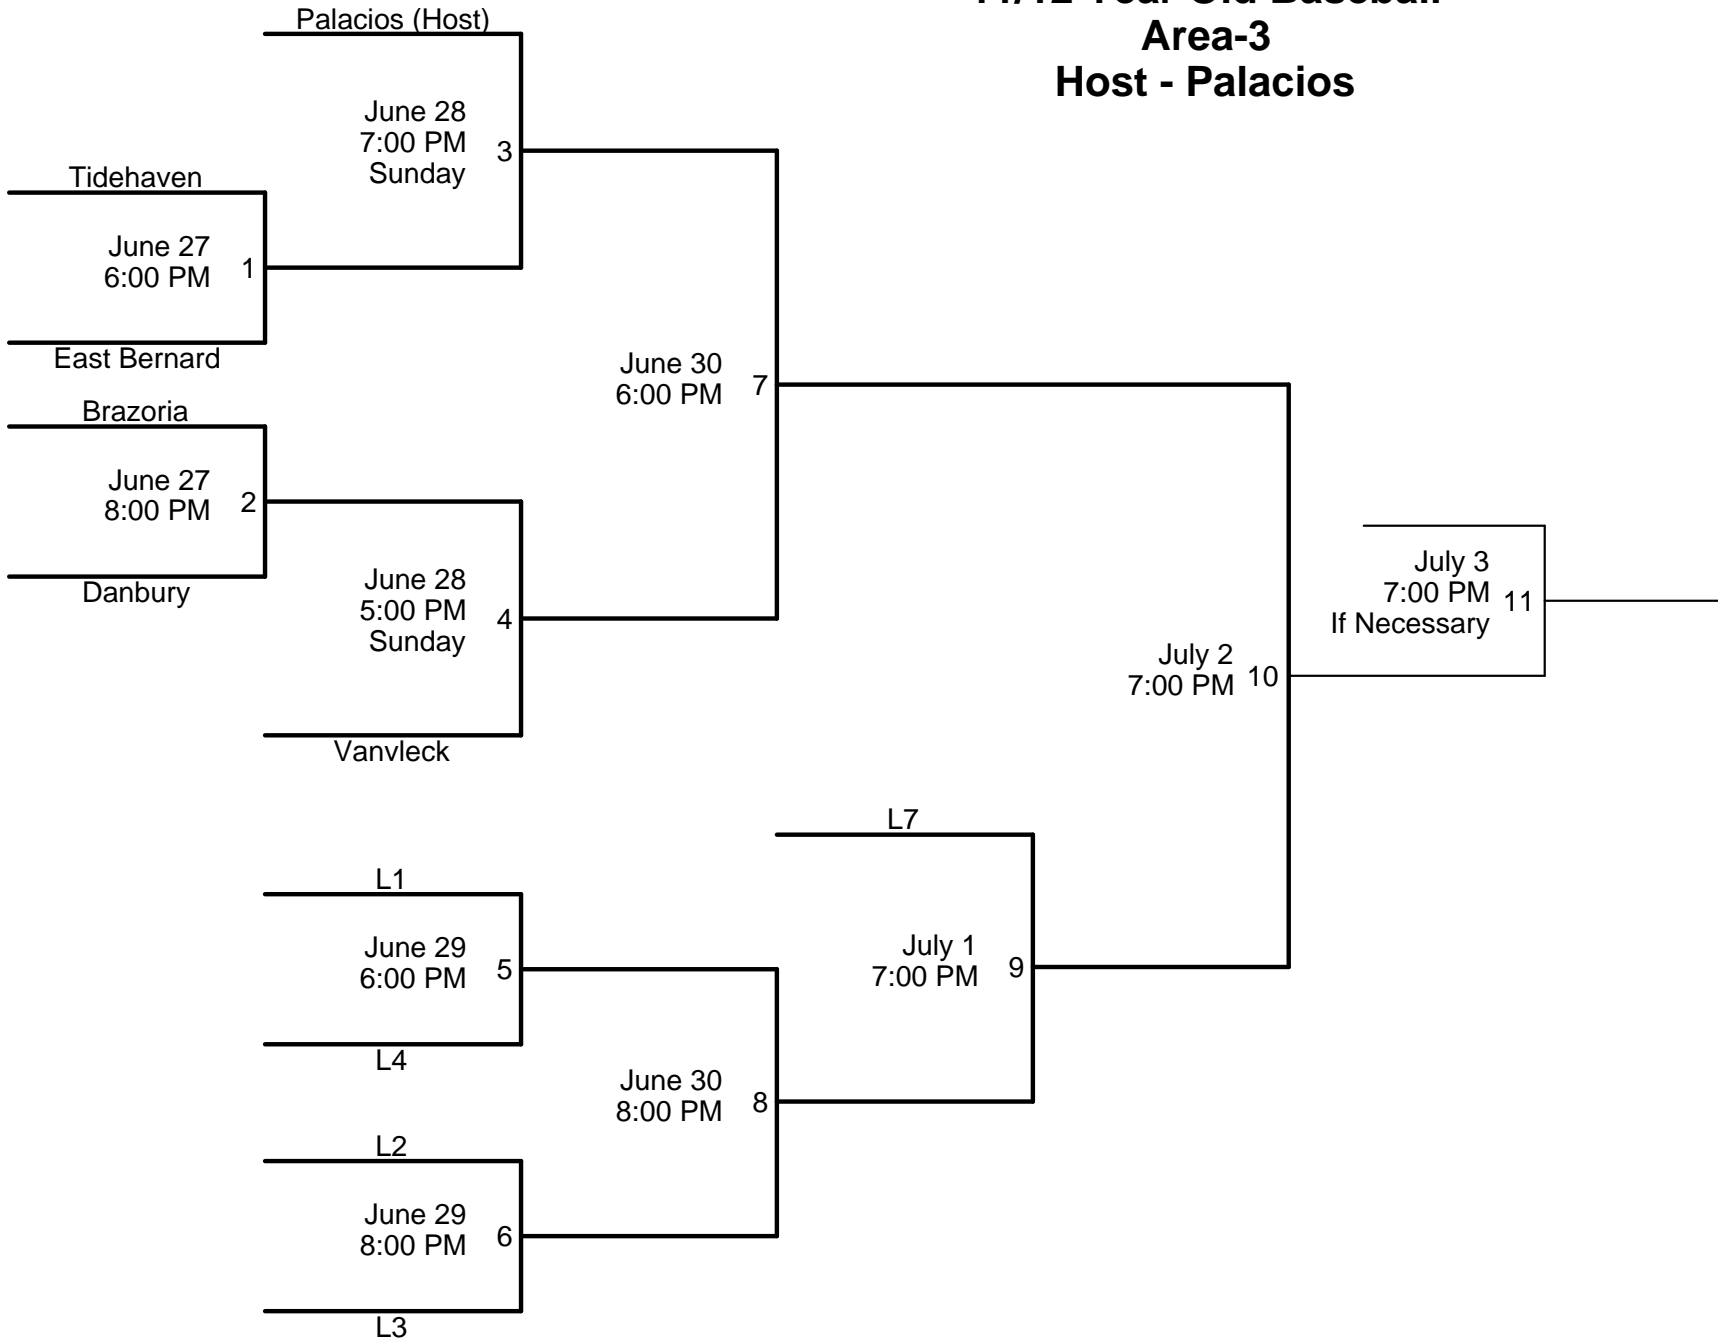 Area-3
Host - Palacios
Palacios (Host)
June 28
7:00 PM
Sunday
3
Tidehaven
June 27
6:00 PM
1
East Bernard
June 30
6:00 PM
7
Brazoria
June 27
8:00 PM
2
Danbury
June 28
5:00 PM
Sunday
4
Vanvleck
July 3
7:00 PM
If Necessary
11
July 2
7:00 PM
10
L7
L1
June 29
6:00 PM
5
L4
July 1
7:00 PM
9
June 30
8:00 PM
8
L2
June 29
8:00 PM
6
L3